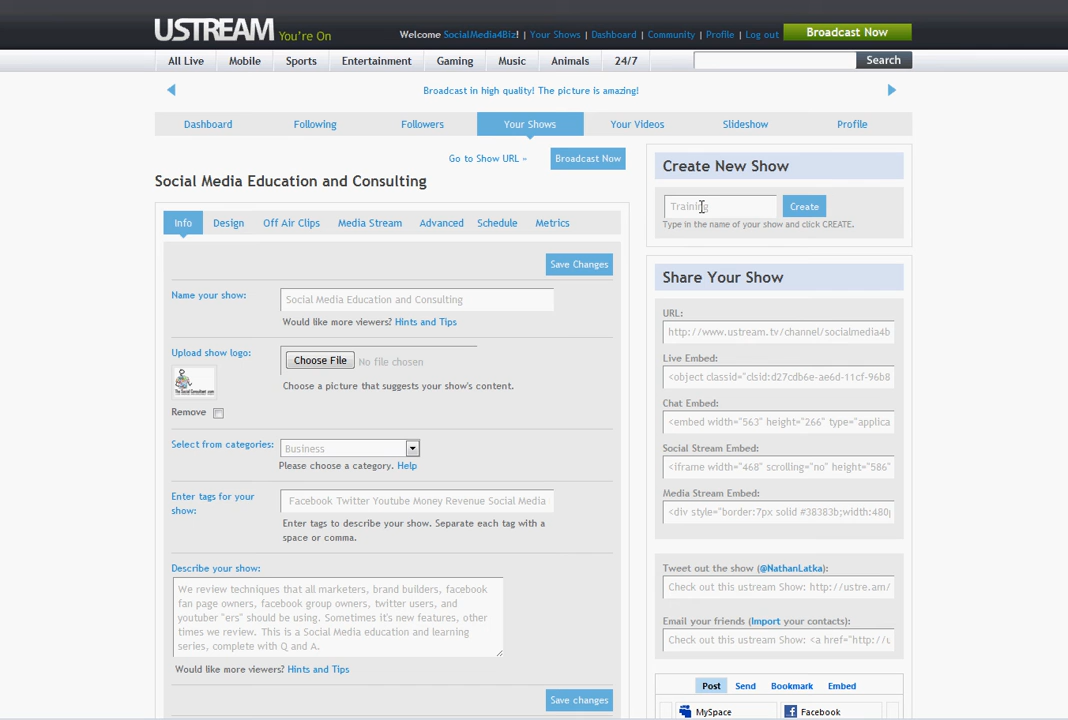 USTREAM You're On
Welcome SocialMedia4Biz! | Your Shows | Dashboard | Community | Profile | Log out
Broadcast Now
All Live Mobile Sports Entertainment Gaming Music Animals 24/7
Search
Broadcast in high quality! The picture is amazing!
Dashboard Following Followers Your Shows Your Videos Slideshow Profile
Go to Show URL »
Broadcast Now
Social Media Education and Consulting
Info Design Off Air Clips Media Stream Advanced Schedule Metrics
Save Changes
Name your show:
Social Media Education and Consulting
Would like more viewers? Hints and Tips
Upload show logo:
Choose File No file chosen
Choose a picture that suggests your show's content.
Remove
Select from categories:
Business
Please choose a category. Help
Enter tags for your
show:
Facebook Twitter Youtube Money Revenue Social Media
Enter tags to describe your show. Separate each tag with a
space or comma.
Describe your show:
We review techniques that all marketers, brand builders, facebook
fan page owners, facebook group owners, twitter users, and
youtuber "ers" should be using. Sometimes it's new features, other
times we review. This is a Social Media education and learning
series, complete with Q and A.
Would like more viewers? Hints and Tips
Save changes
Create New Show
Training
Create
Type in the name of your show and click CREATE.
Share Your Show
URL:
http://www.ustream.tv/channel/socialmedia4b
Live Embed:
<object classid="clsid:d27cdb6e-ae6d-11cf-96b8
Chat Embed:
<embed width="563" height="266" type="applica
Social Stream Embed:
<iframe width="468" scrolling="no" height="586"
Media Stream Embed:
<div style="border:7px solid #38383b;width:480p
Tweet out the show (@NathanLatka):
Check out this ustream Show: http://ustre.am/
Email your friends (Import your contacts):
Check out this ustream Show: <a href="http://u
Post Send Bookmark Embed
MySpace Facebook